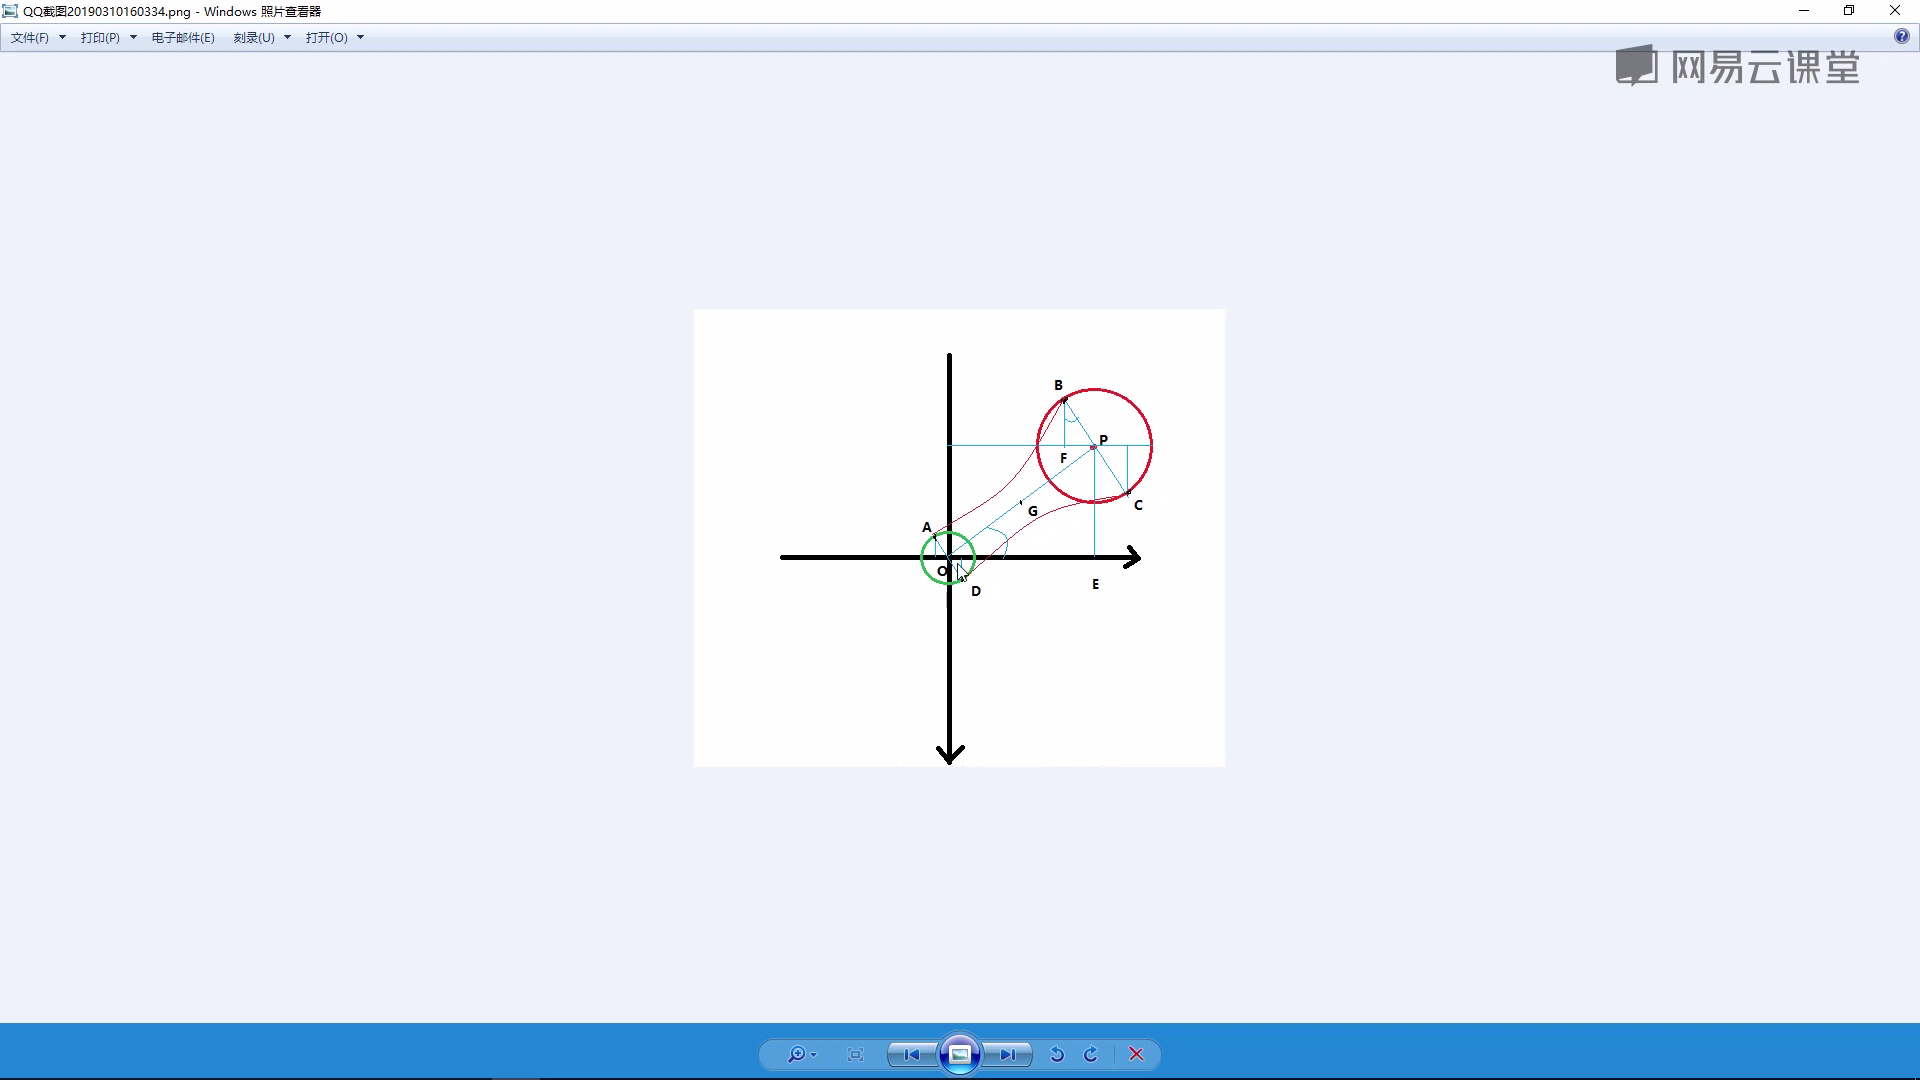 QQ截图20190310160334.png - Windows 照片查看器
文件(F) 打印(P) 电子邮件(E) 刻录(U) 打开(O)
网易云课堂
B
P
F
C
G
A
O
D
E